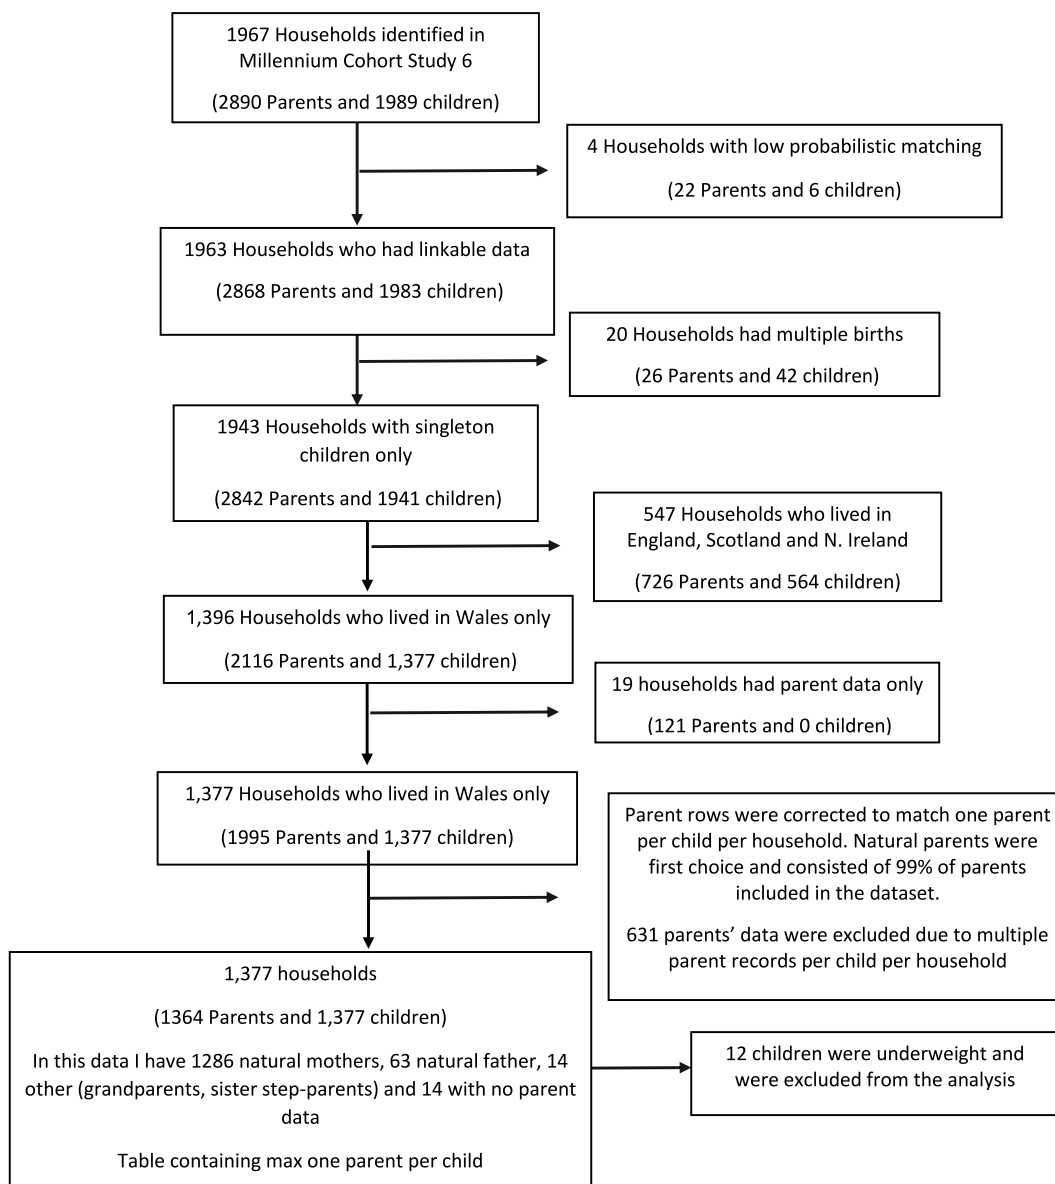 1967 Households identified in
Millennium Cohort Study 6
(2890 Parents and 1989 children)
4 Households with low probabilistic matching
(22 Parents and 6 children)
1963 Households who had linkable data
(2868 Parents and 1983 children)
20 Households had multiple births
(26 Parents and 42 children)
1943 Households with singleton
children only
(2842 Parents and 1941 children)
547 Households who lived in
England, Scotland and N. Ireland
(726 Parents and 564 children)
1,396 Households who lived in Wales only
(2116 Parents and 1,377 children)
19 households had parent data only
(121 Parents and 0 children)
1,377 Households who lived in Wales only
(1995 Parents and 1,377 children)
Parent rows were corrected to match one parent
per child per household. Natural parents were
first choice and consisted of 99% of parents
included in the dataset.
631 parents’ data were excluded due to multiple
parent records per child per household
1,377 households
(1364 Parents and 1,377 children)
In this data I have 1286 natural mothers, 63 natural father, 14
other (grandparents, sister step-parents) and 14 with no parent
data
Table containing max one parent per child
12 children were underweight and
were excluded from the analysis